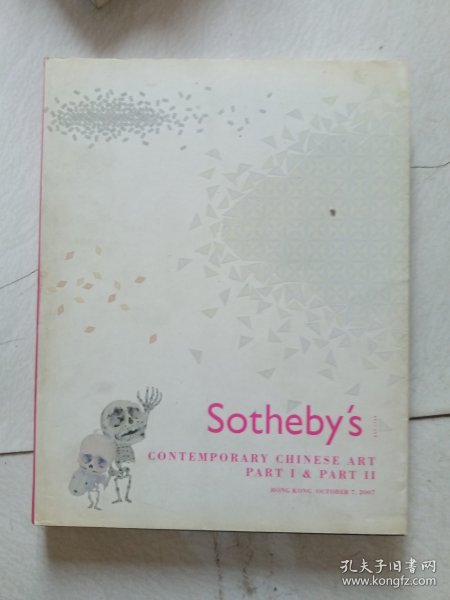 Sotheby's
CONTEMPORARY CHINESE ART
PART I & PART II
HONG KONG OCTOBER 7, 2007
孔夫子旧书网
www.kongfz.com